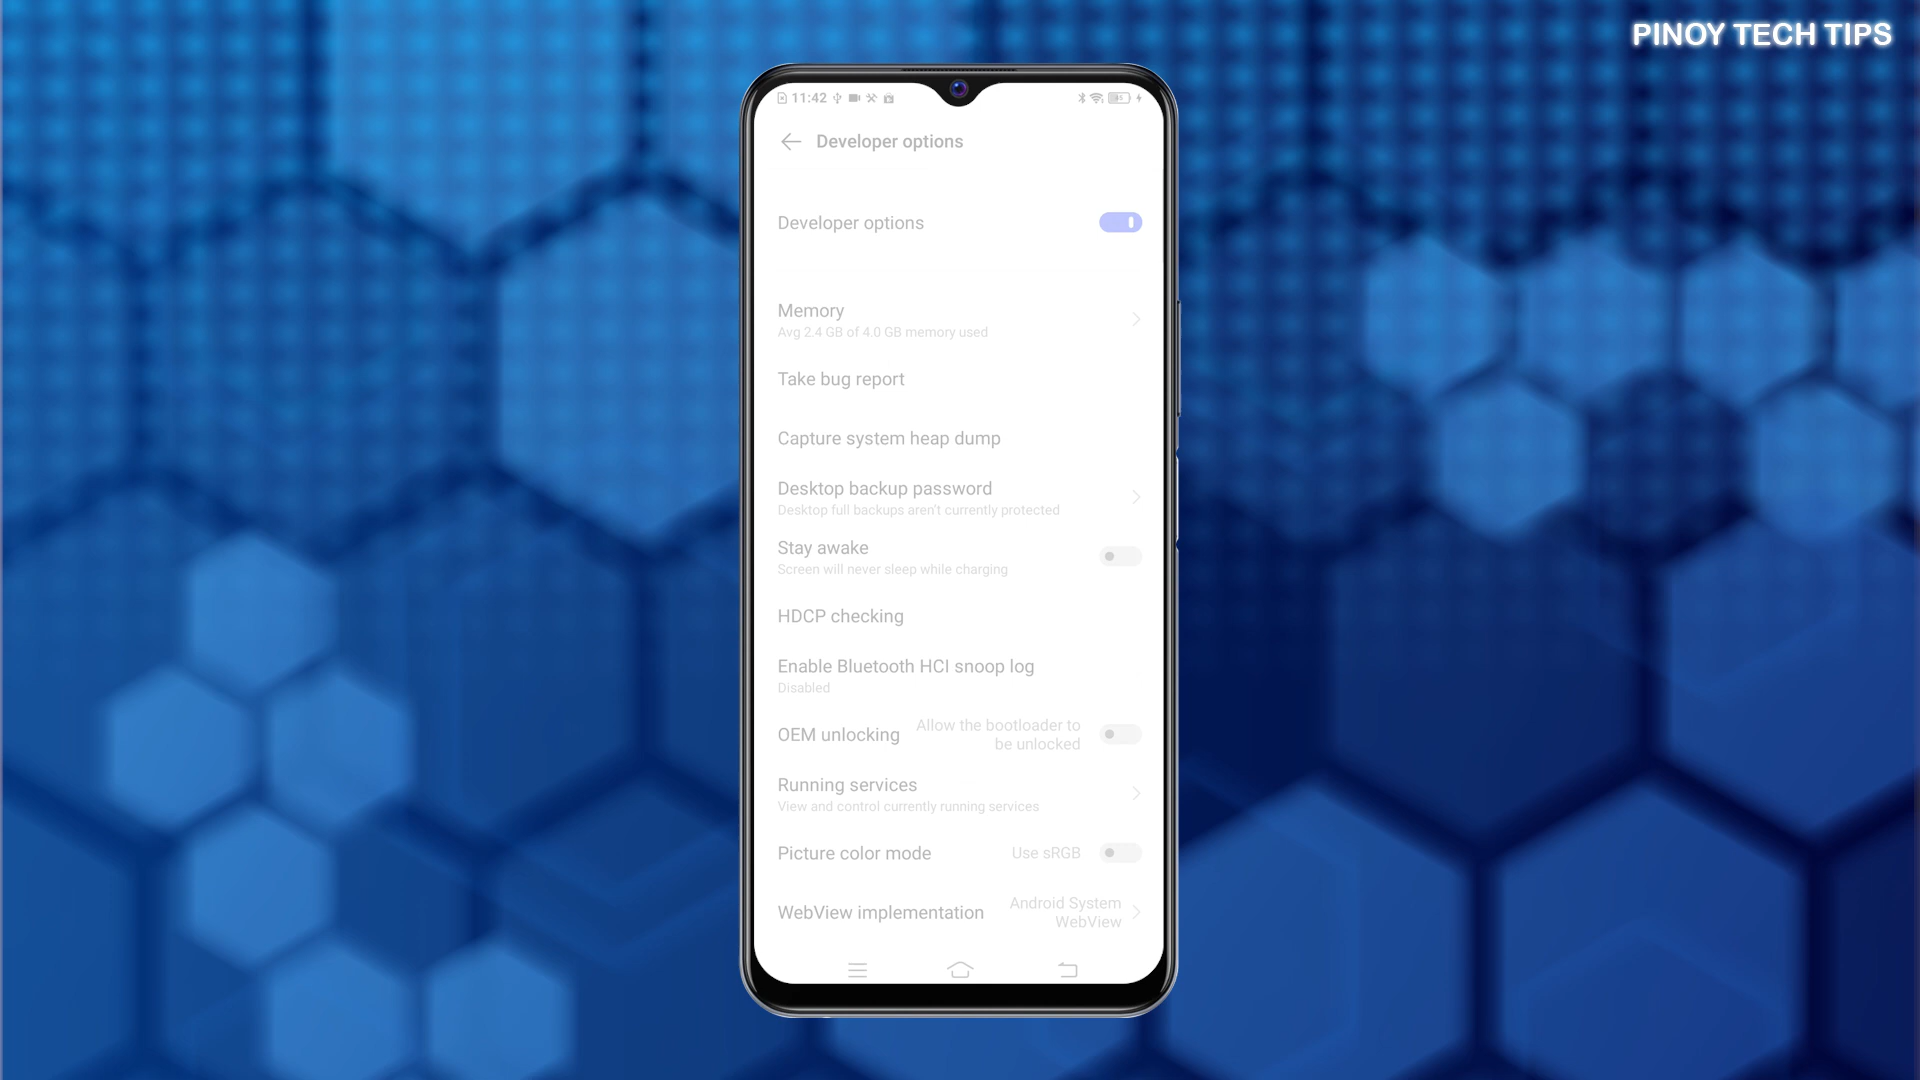 PINOY TECH TIPS
11:42
Developer options
Developer options
Memory
Avg 2.4 GB of 4.0 GB memory used
Take bug report
Capture system heap dump
Desktop backup password
Desktop full backups aren't currently protected
Stay awake
Screen will never sleep while charging
HDCP checking
Enable Bluetooth HCI snoop log
Disabled
OEM unlocking
Allow the bootloader to
be unlocked
Running services
View and control currently running services
Picture color mode
Use sRGB
WebView implementation
Android System
WebView